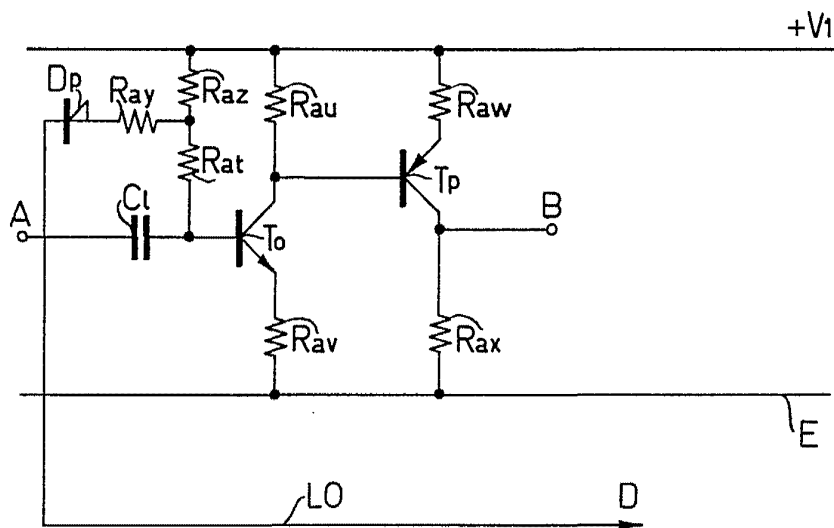 +V1
Dp Ray Raz Rau Raw
Rat
A Cl To Tp B
Rav Rax
E
LO D